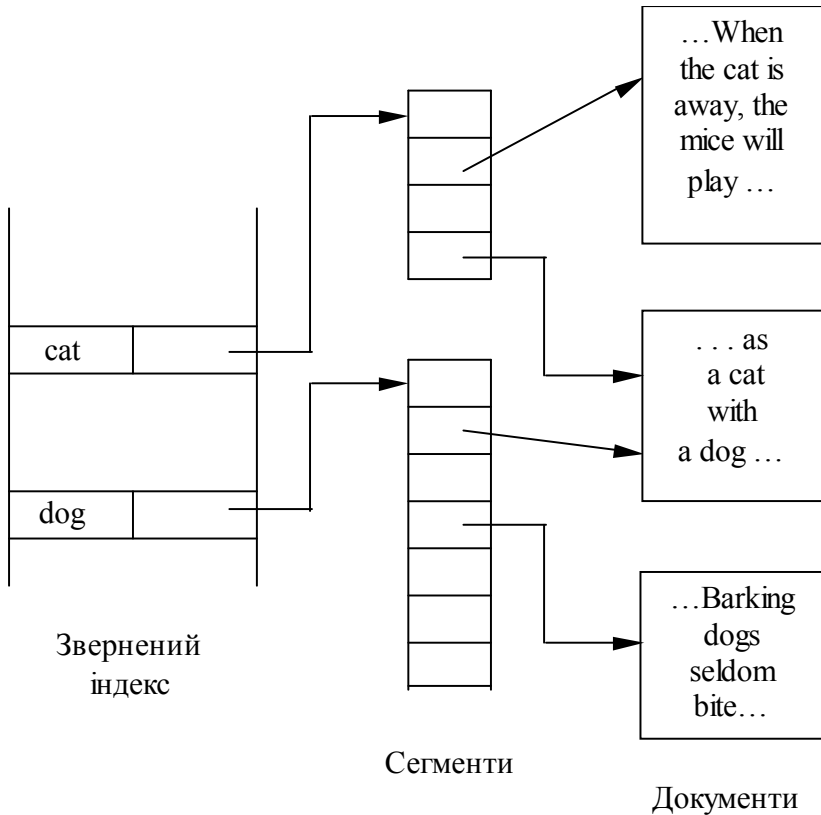 …When
the cat is
away, the
mice will
play …
cat
. . . as
a cat
with
a dog …
dog
…Barking
dogs
seldom
bite…
Звернений
індекс
Сегменти
Документи